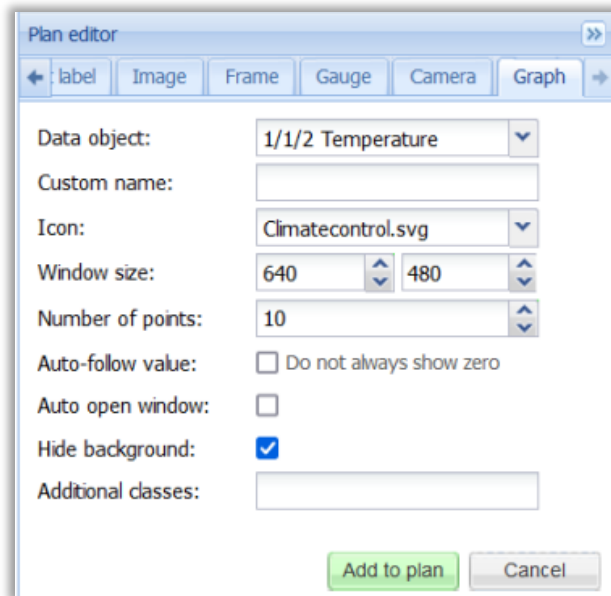 Plan editor
label Image Frame Gauge Camera Graph
Data object: 1/1/2 Temperature
Custom name:
Icon: Climatecontrol.svg
Window size: 640 480
Number of points: 10
Auto-follow value: Do not always show zero
Auto open window:
Hide background:
Additional classes:
Add to plan Cancel